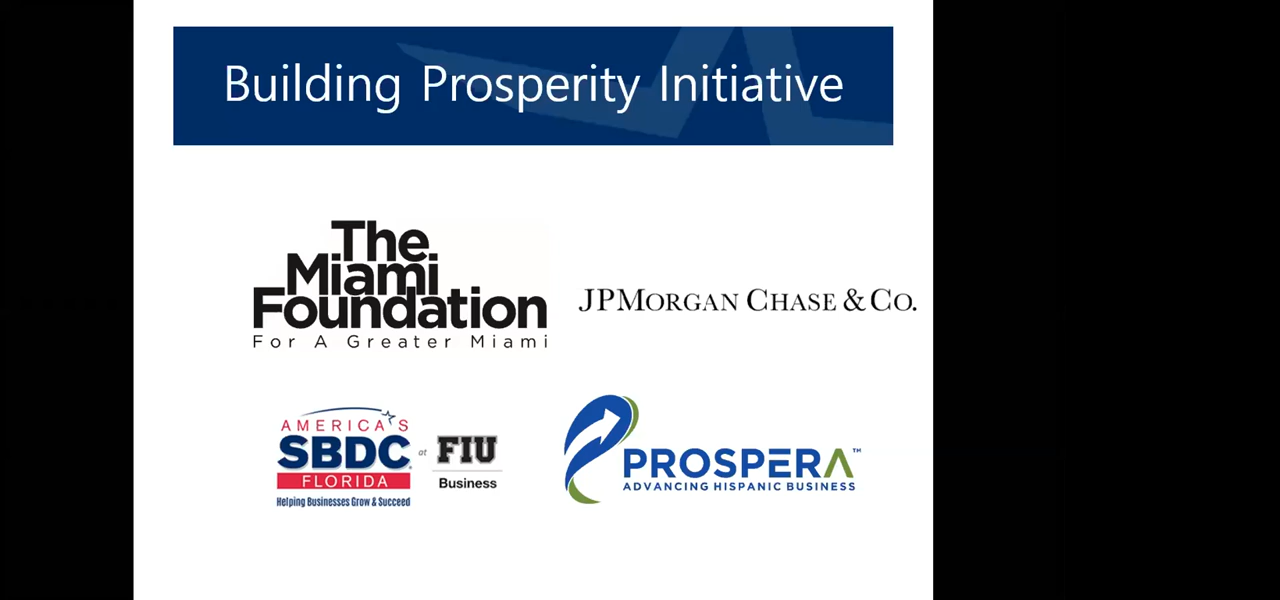 Building Prosperity Initiative
The
Miami
Foundation
For A Greater Miami
JPMORGAN CHASE & CO.
AMERICA'S
SBDC
FLORIDA
Helping Businesses Grow & Succeed
at
FIU
Business
PROSPERA™
ADVANCING HISPANIC BUSINESS